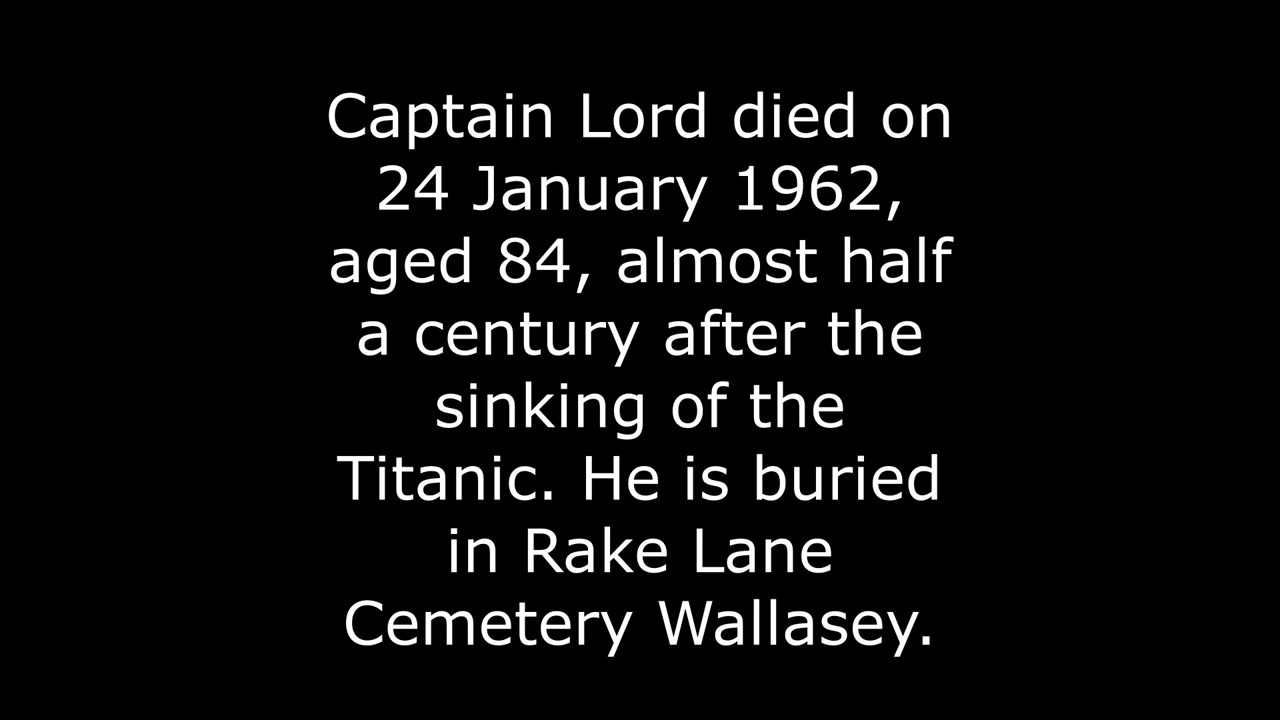 Captain Lord died on
24 January 1962,
aged 84, almost half
a century after the
sinking of the
Titanic. He is buried
in Rake Lane
Cemetery Wallasey.